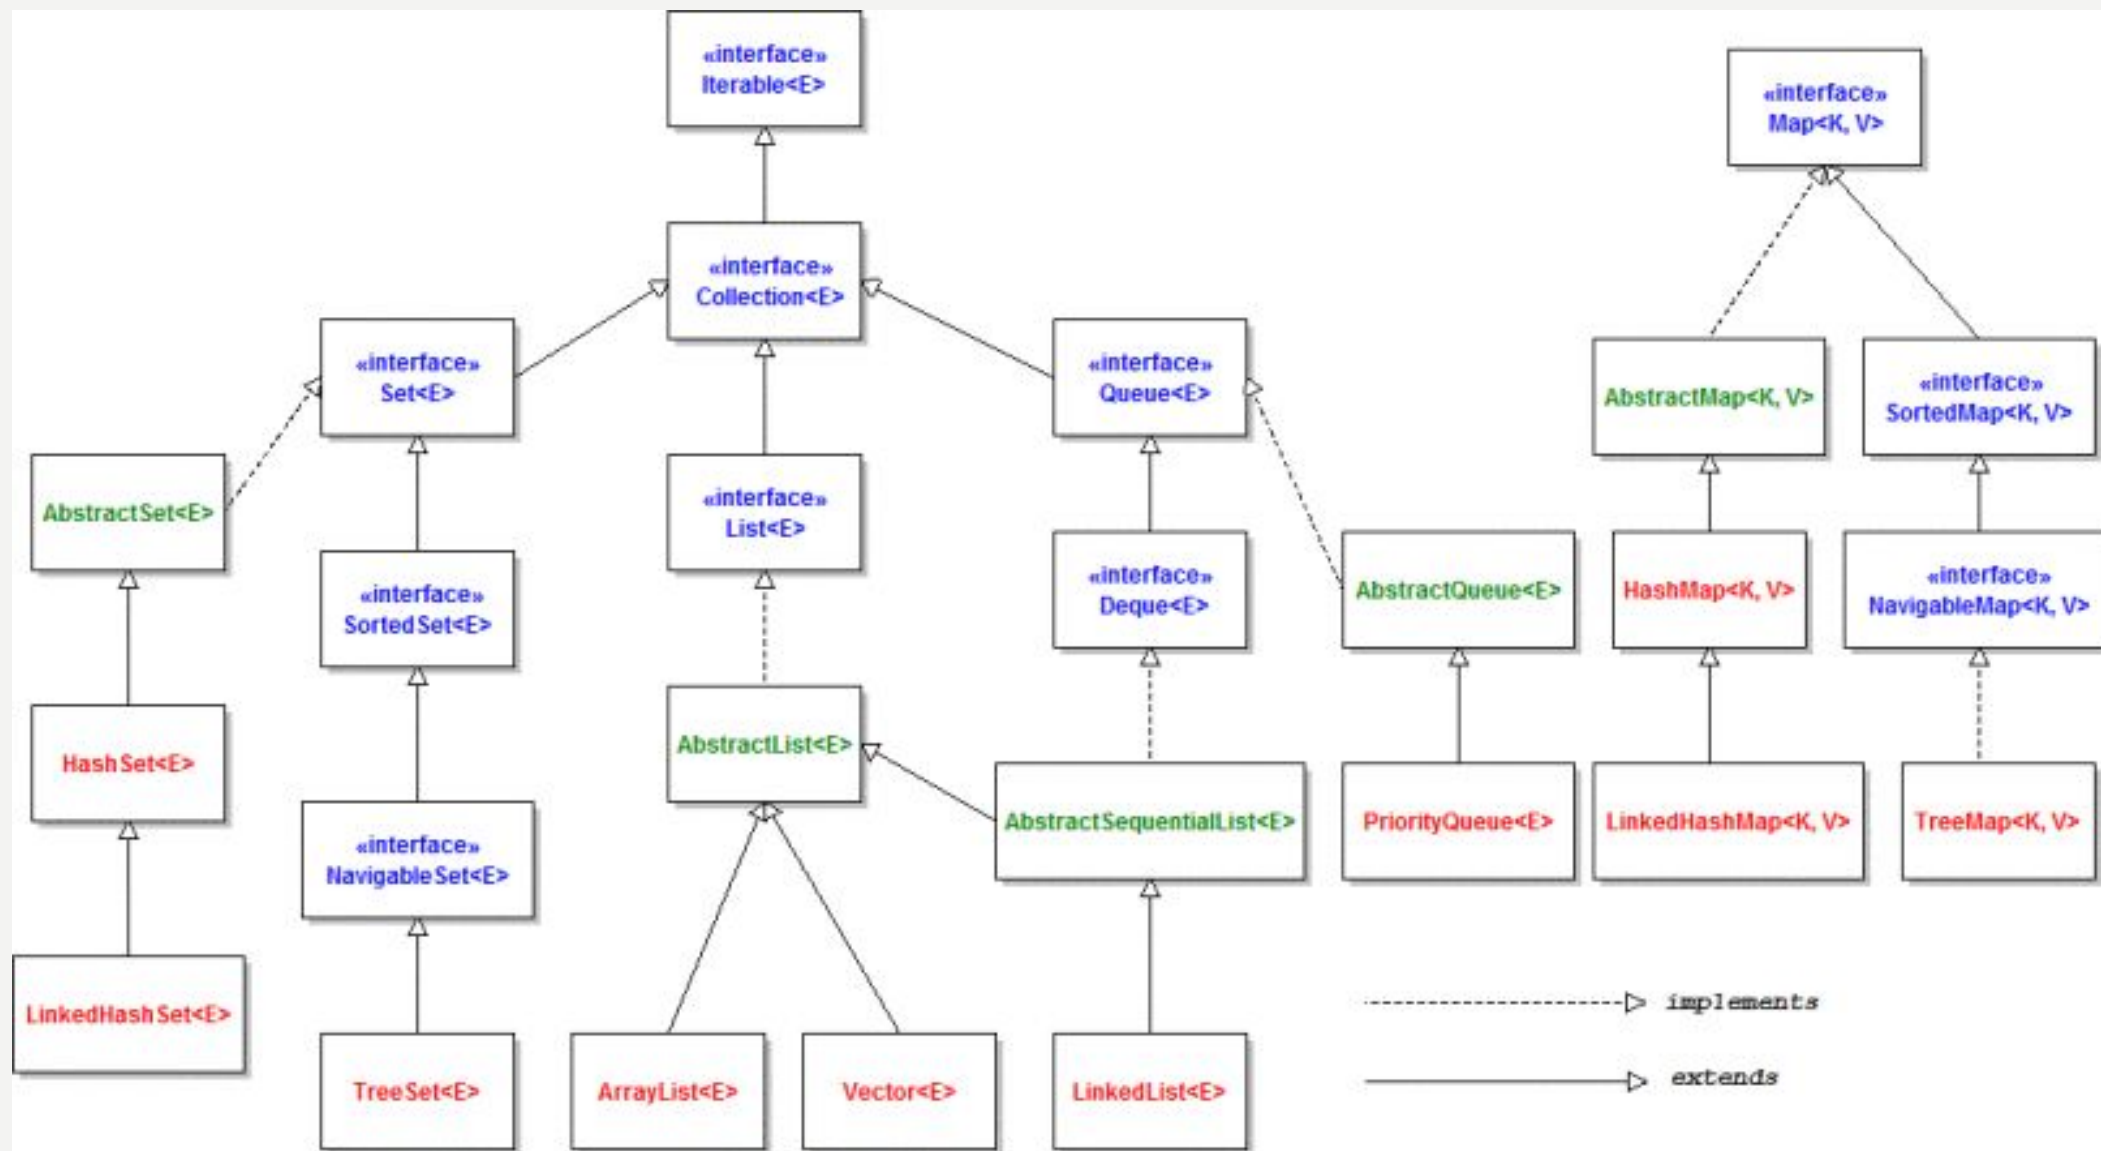 «interface»
Iterable<E>
«interface»
Map<K, V>
«interface»
Collection<E>
«interface»
Set<E>
«interface»
Queue<E>
AbstractMap<K, V>
«interface»
SortedMap<K, V>
AbstractSet<E>
«interface»
List<E>
«interface»
SortedSet<E>
«interface»
Deque<E>
AbstractQueue<E>
HashMap<K, V>
«interface»
NavigableMap<K, V>
HashSet<E>
AbstractList<E>
«interface»
NavigableSet<E>
AbstractSequentialList<E>
PriorityQueue<E>
LinkedHashMap<K, V>
TreeMap<K, V>
LinkedHashSet<E>
TreeSet<E>
ArrayList<E>
Vector<E>
LinkedList<E>
implements
extends